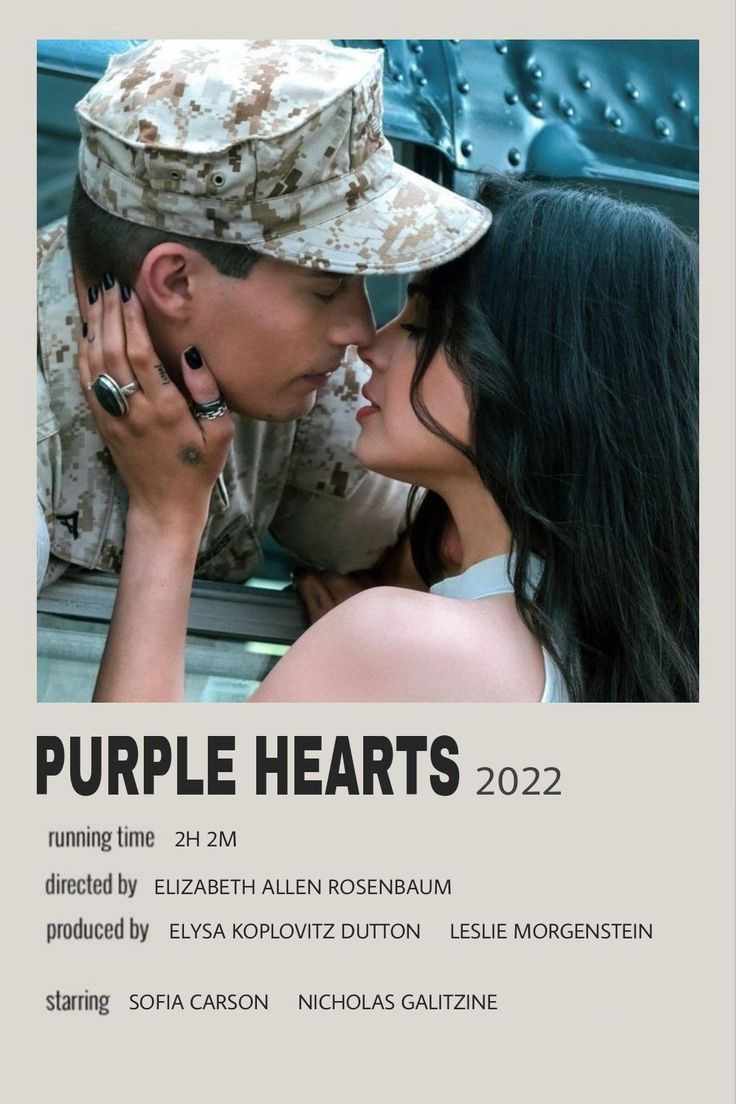 PURPLE HEARTS 2022
running time 2H 2M
directed by ELIZABETH ALLEN ROSENBAUM
produced by ELYSA KOPLOVITZ DUTTON LESLIE MORGENSTEIN
starring SOFIA CARSON NICHOLAS GALITZINE